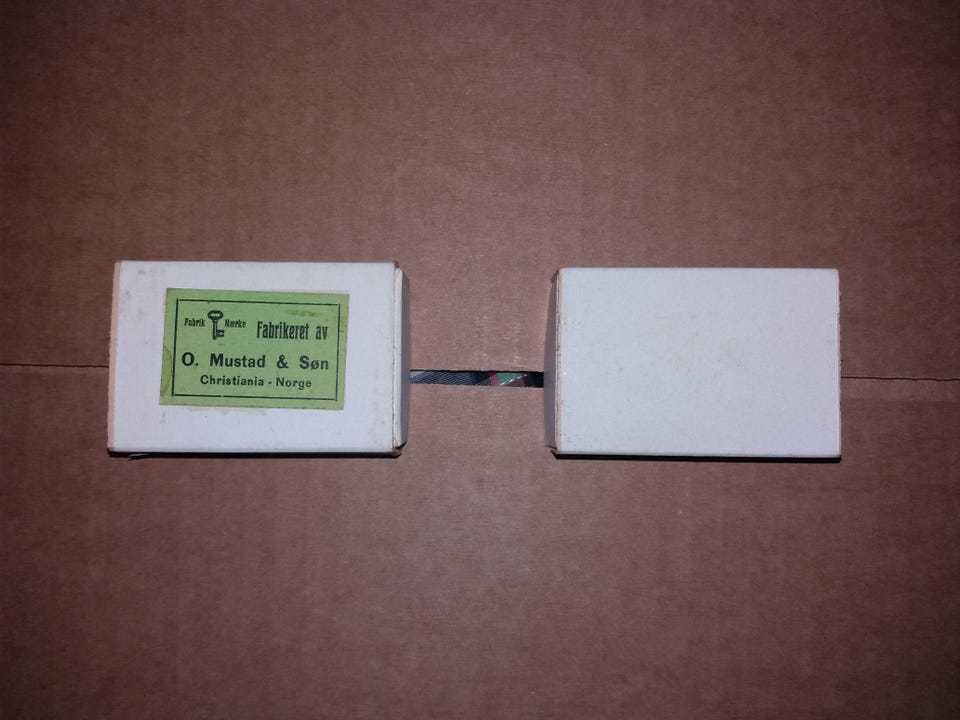 Fabrik Mærke Fabrikeret av
O. Mustad & Søn
Christiania - Norge